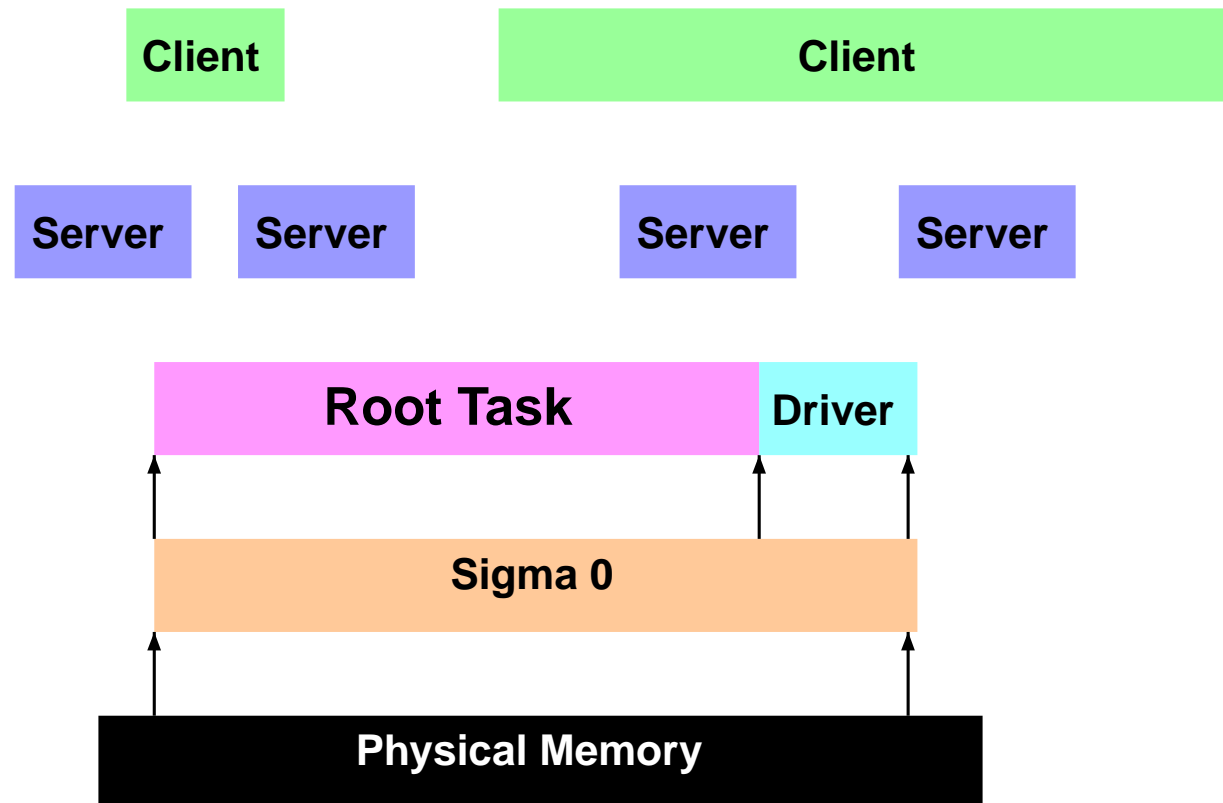 Client
Client
Server
Server
Server
Server
Root Task
Driver
Sigma 0
Physical Memory